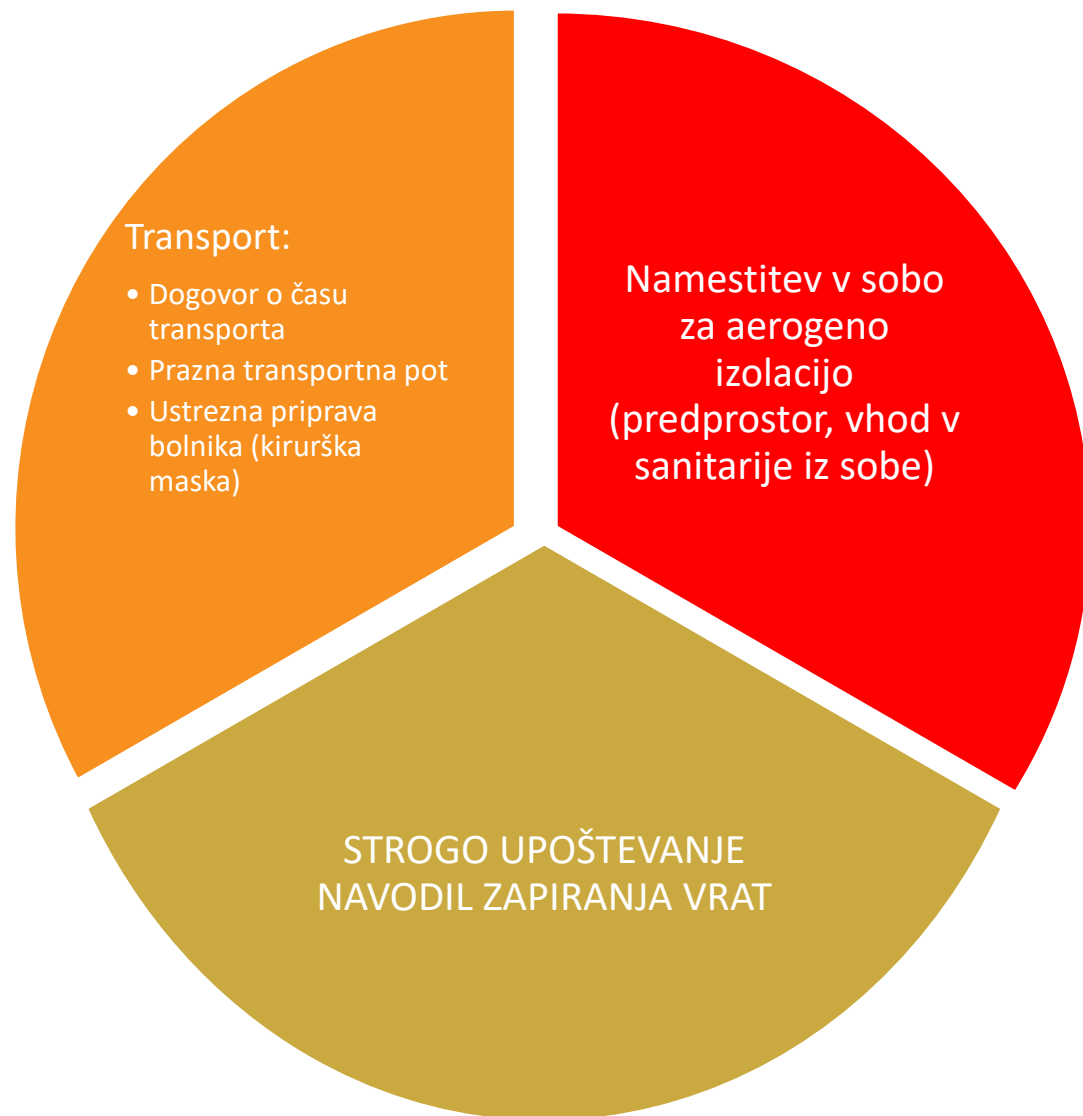 Transport:
• Dogovor o času
transporta
• Prazna transportna pot
• Ustrezna priprava
bolnika (kirurška
maska)
Namestitev v sobo
za aerogeno
izolacijo
(predprostor, vhod v
sanitarije iz sobe)
STROGO UPOŠTEVANJE
NAVODIL ZAPIRANJA VRAT